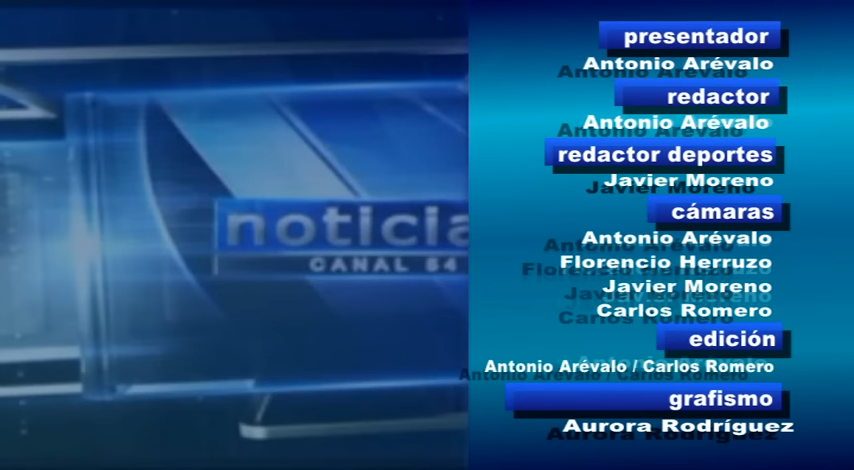 noticia
CANAL 54
presentador
Antonio Arévalo
redactor
Antonio Arévalo
redactor deportes
Javier Moreno
cámaras
Antonio Arévalo
Florencio Herruzo
Javier Moreno
Carlos Romero
edición
Antonio Arévalo / Carlos Romero
grafismo
Aurora Rodríguez